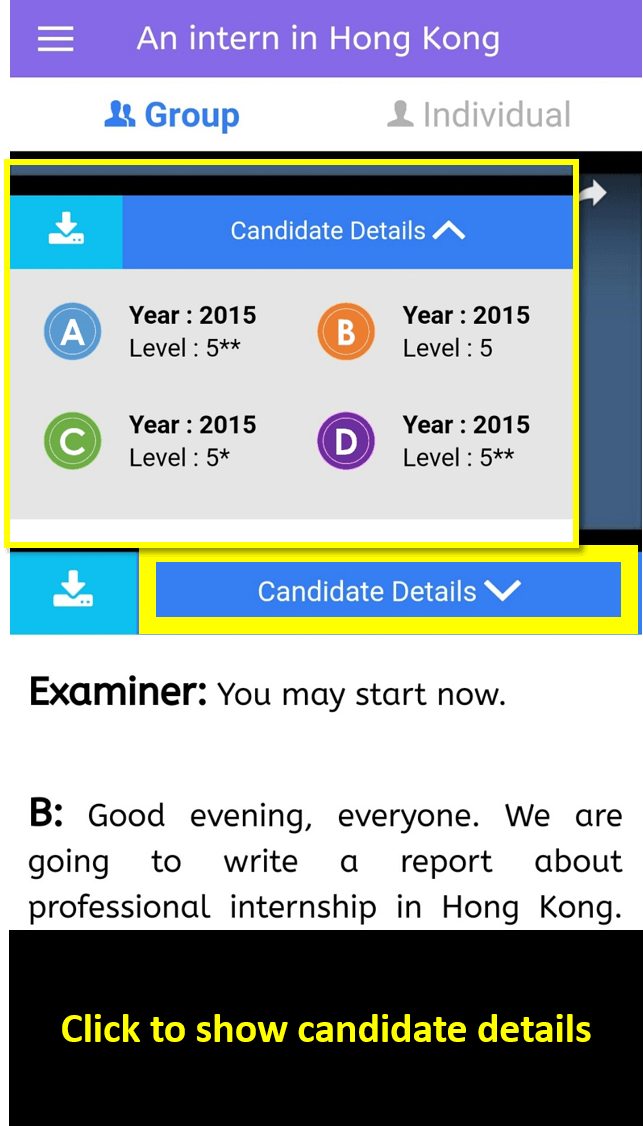 An intern in Hong Kong
Group
Individual
Candidate Details
A
Year : 2015
Level : 5**
B
Year : 2015
Level : 5
C
Year : 2015
Level : 5*
D
Year : 2015
Level : 5**
Candidate Details
Examiner: You may start now.
B: Good evening, everyone. We are
going to write a report about
professional internship in Hong Kong.
Click to show candidate details